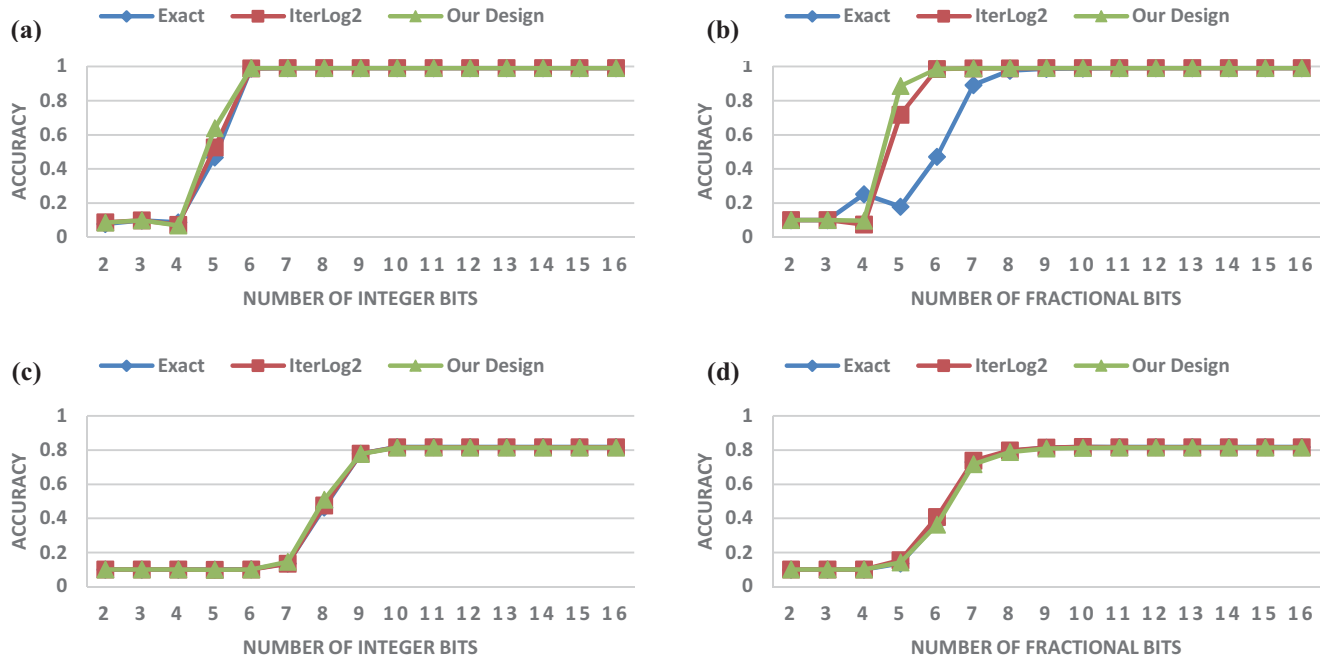 (a)
Exact IterLog2 Our Design
ACCURACY
1
0.8
0.6
0.4
0.2
0
2 3 4 5 6 7 8 9 10 11 12 13 14 15 16
NUMBER OF INTEGER BITS
(b)
Exact IterLog2 Our Design
ACCURACY
1
0.8
0.6
0.4
0.2
0
2 3 4 5 6 7 8 9 10 11 12 13 14 15 16
NUMBER OF FRACTIONAL BITS
(c)
Exact IterLog2 Our Design
ACCURACY
1
0.8
0.6
0.4
0.2
0
2 3 4 5 6 7 8 9 10 11 12 13 14 15 16
NUMBER OF INTEGER BITS
(d)
Exact IterLog2 Our Design
ACCURACY
1
0.8
0.6
0.4
0.2
0
2 3 4 5 6 7 8 9 10 11 12 13 14 15 16
NUMBER OF FRACTIONAL BITS